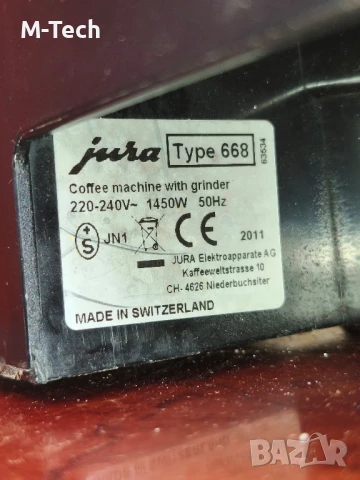 M-Tech
jura Type 668
63534
Coffee machine with grinder
220-240V~ 1450W 50Hz
S JN1 CE 2011
JURA Elektroapparate AG
Kaffeeweltstrasse 10
CH- 4626 Niederbuchsiter
MADE IN SWITZERLAND
BAZAR